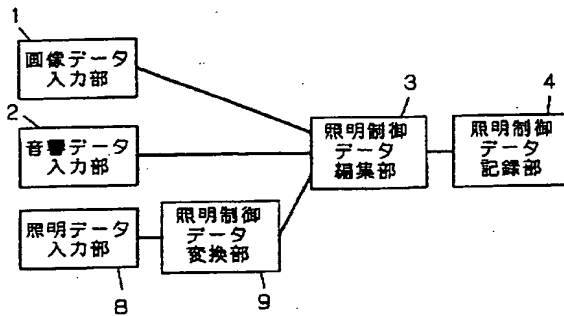 1
画像データ
入力部
2
音響データ
入力部
照明データ
入力部
8
照明制御
データ
変換部
9
3
照明制御
データ
編集部
4
照明制御
データ
記録部